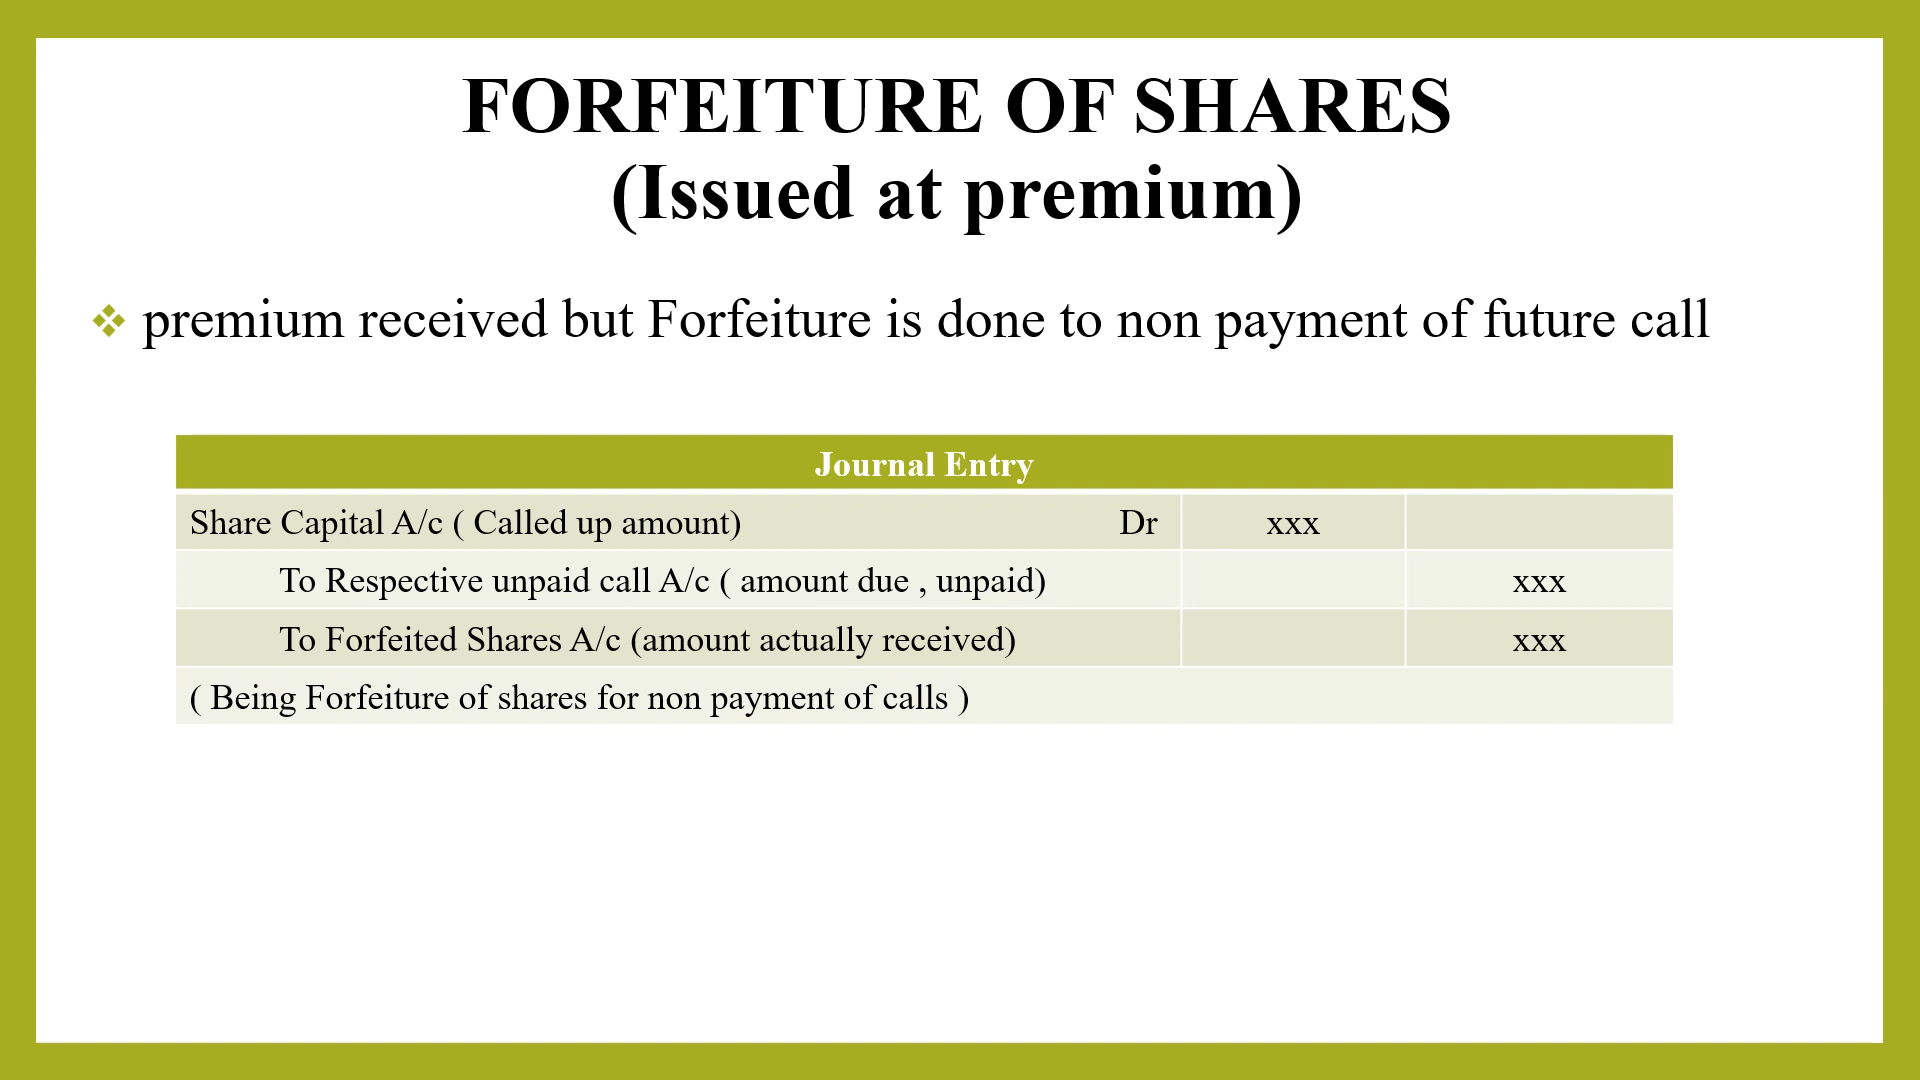 FORFEITURE OF SHARES
(Issued at premium)
premium received but Forfeiture is done to non payment of future call
Journal Entry
Share Capital A/c ( Called up amount) Dr xxx
To Respective unpaid call A/c ( amount due , unpaid) xxx
To Forfeited Shares A/c (amount actually received) xxx
( Being Forfeiture of shares for non payment of calls )